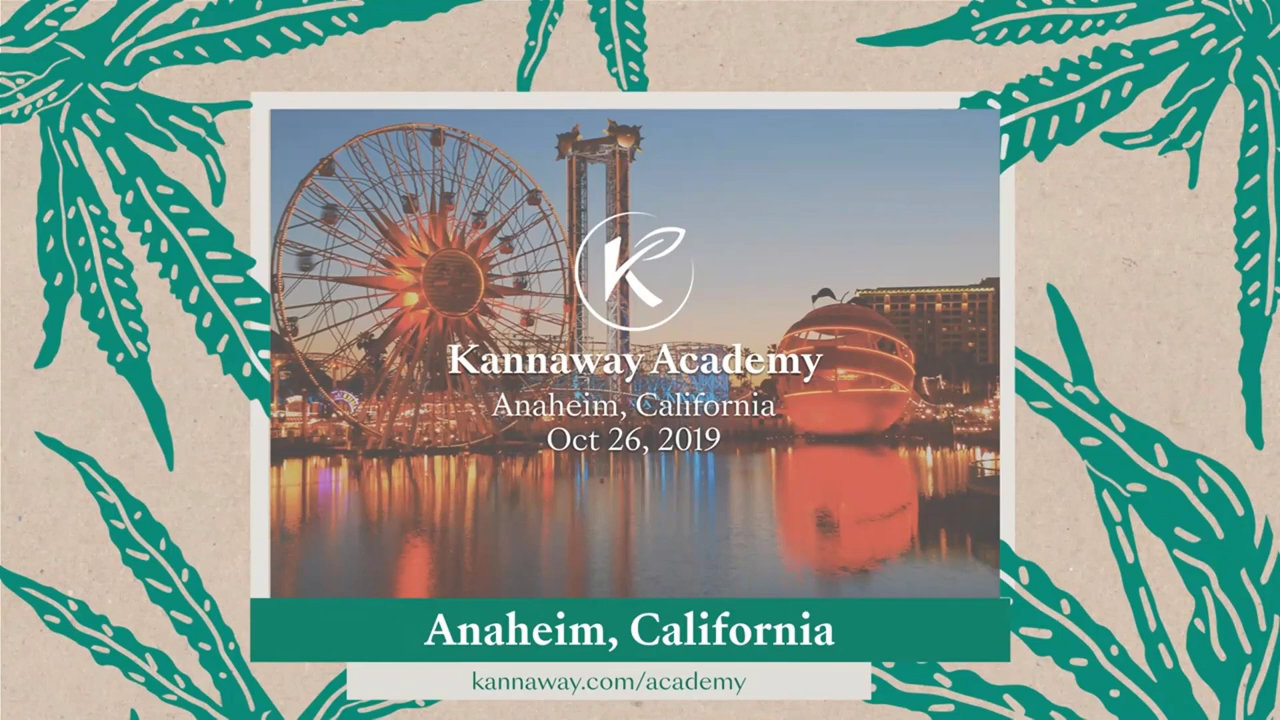 K
Kannaway Academy
Anaheim, California
Oct 26, 2019
Anaheim, California
kannaway.com/academy